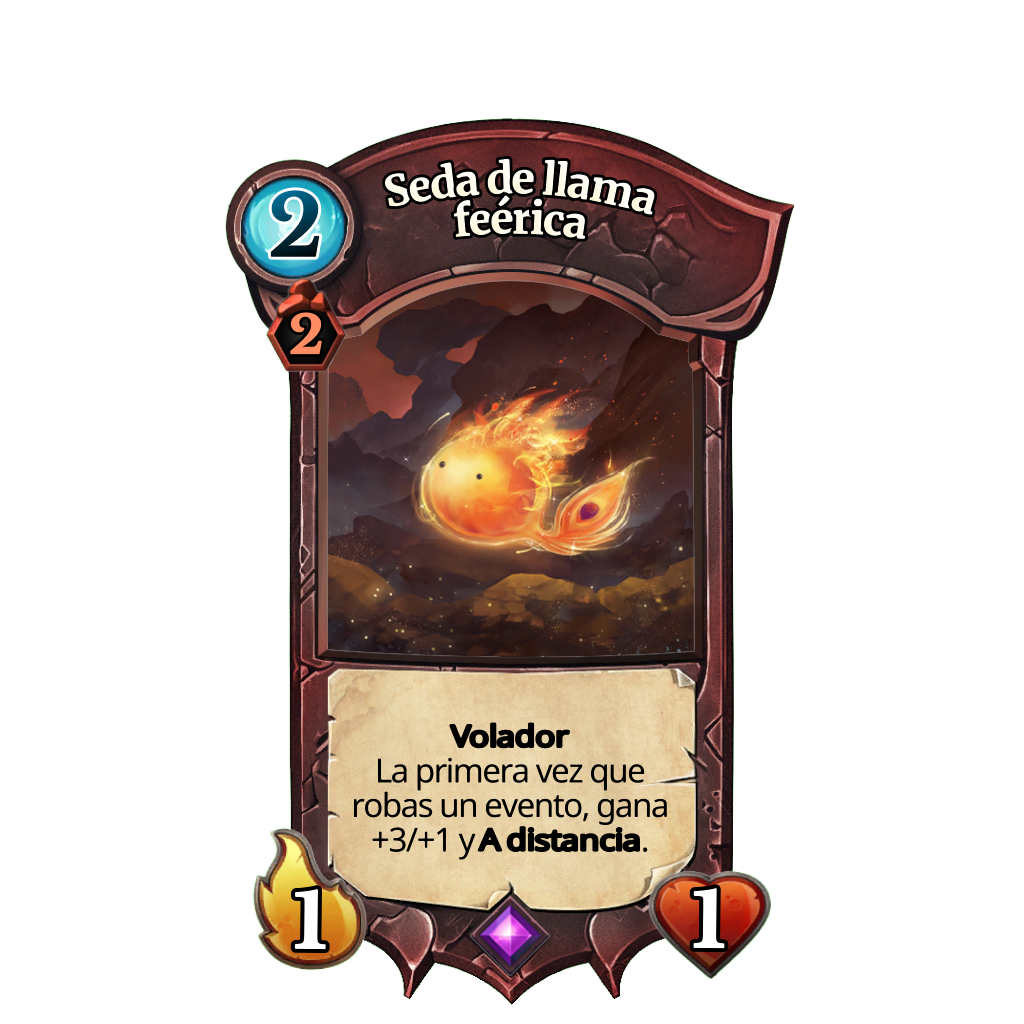 2
Seda de llama
feérica
2
Volador
La primera vez que
robas un evento, gana
+3/+1 y A distancia.
1
1